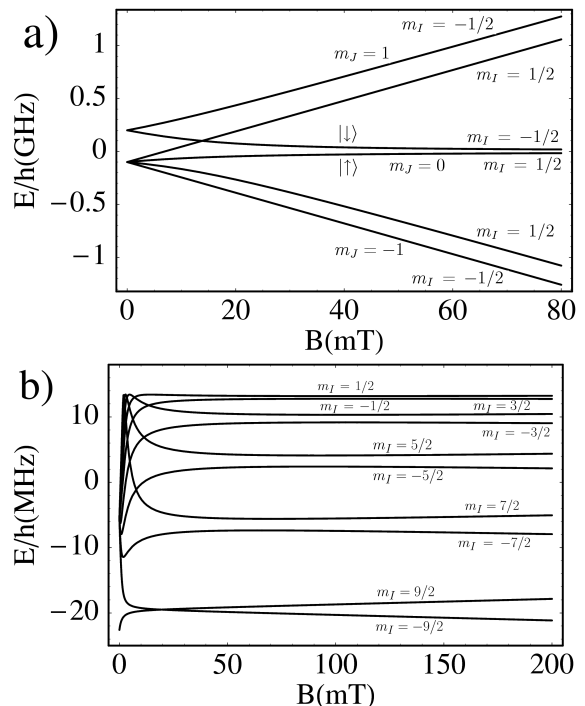 a)
E/h(GHz)
1
0.5
0
−0.5
−1
m_I = −1/2
m_J = 1
m_I = 1/2
|↓⟩
m_I = −1/2
|↑⟩
m_J = 0
m_I = 1/2
m_I = 1/2
m_J = −1
m_I = −1/2
0 20 40 60 80
B(mT)
b)
E/h(MHz)
10
0
−10
−20
m_I = 1/2
m_I = −1/2
m_I = 3/2
m_I = −3/2
m_I = 5/2
m_I = −5/2
m_I = 7/2
m_I = −7/2
m_I = 9/2
m_I = −9/2
0 50 100 150 200
B(mT)